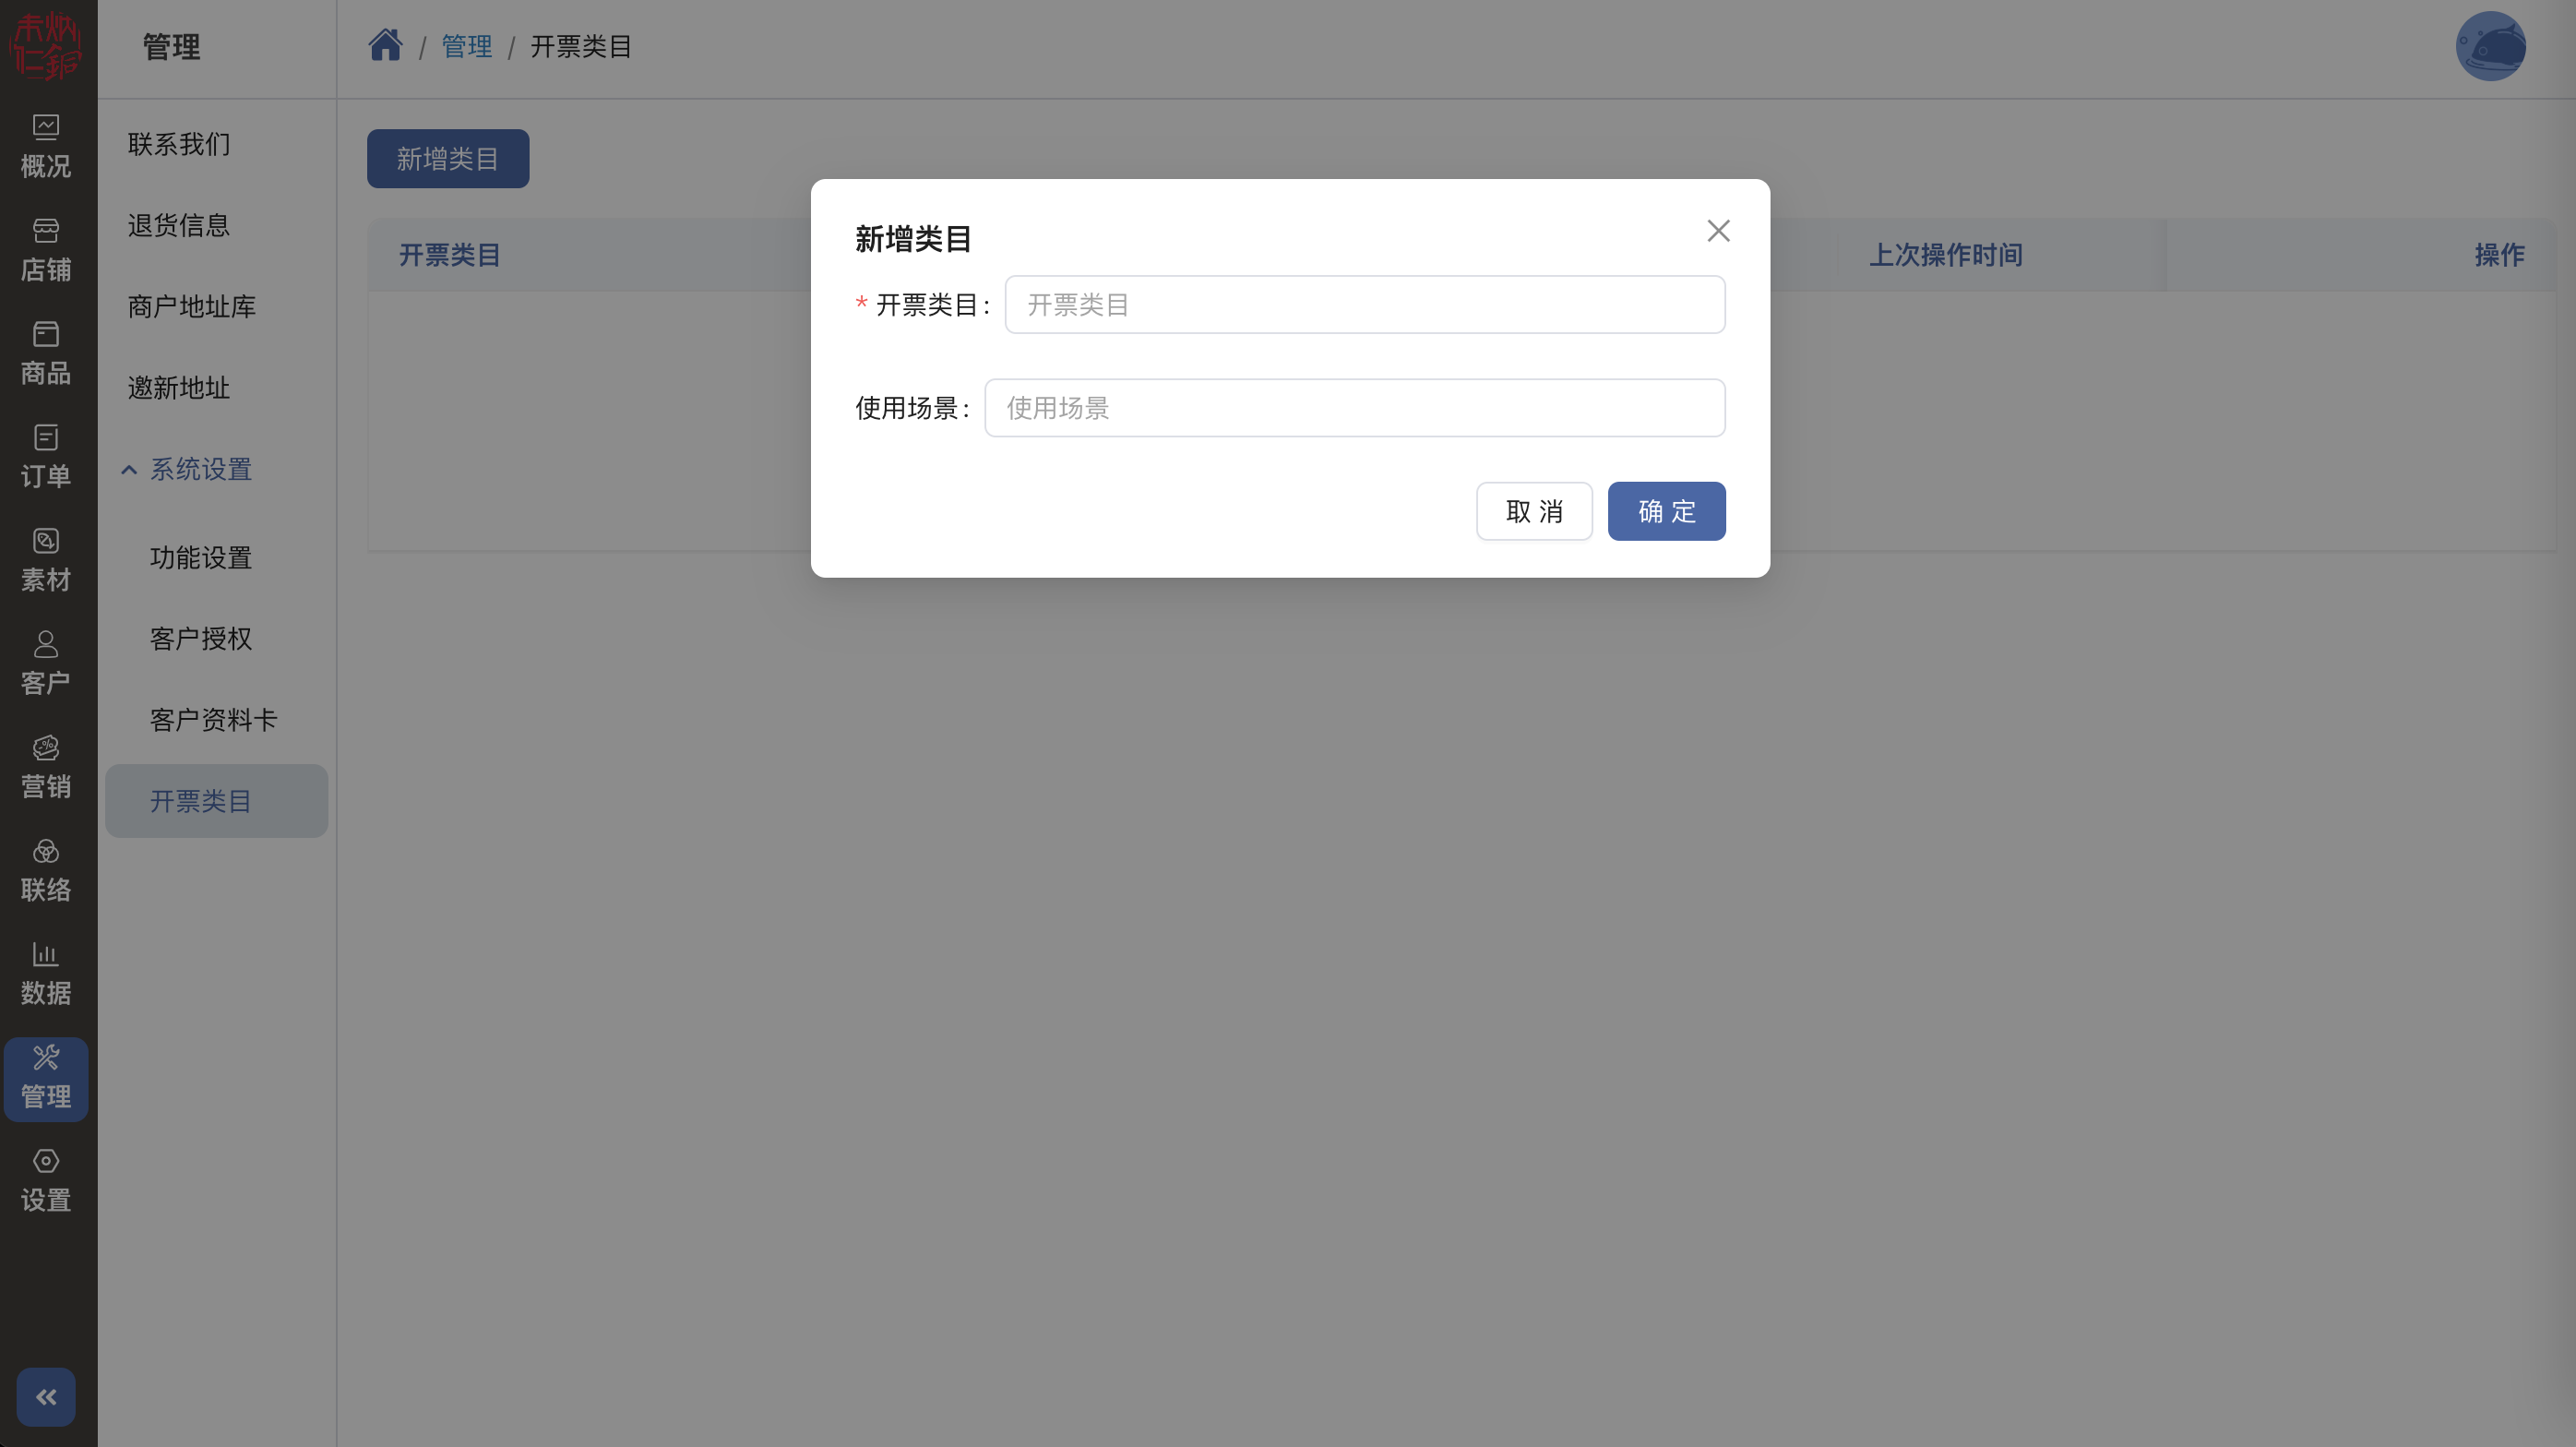 管理
/ 管理 / 开票类目
概况
店铺
商品
订单
素材
客户
营销
联络
数据
管理
设置
联系我们
退货信息
商户地址库
邀新地址
系统设置
功能设置
客户授权
客户资料卡
开票类目
新增类目
开票类目
上次操作时间
操作
新增类目
* 开票类目:
开票类目
使用场景:
使用场景
取 消
确 定